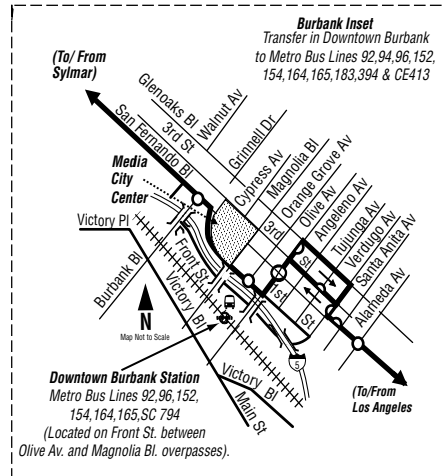 Burbank Inset
Transfer in Downtown Burbank
to Metro Bus Lines 92,94,96,152,
154,164,165,183,394 & CE413
(To/ From
Sylmar)
Glenoaks Bl
Walnut Av
Grinnell Dr
3rd St
San Fernando Bl
Cypress Av
Magnolia Bl
Orange Grove Av
3rd
Olive Av
Angeleno Av
Tujunga Av
Verdugo Av
Santa Anita Av
Alameda Av
St
Media
City
Center
Victory Pl
Burbank Bl
Front St
1st
St
Victory Bl
N
Map Not to Scale
5
Downtown Burbank Station
Metro Bus Lines 92,96,152,
154,164,165,SC 794
(Located on Front St. between
Olive Av. and Magnolia Bl. overpasses).
Victory Bl
Main St
(To/From
Los Angeles)